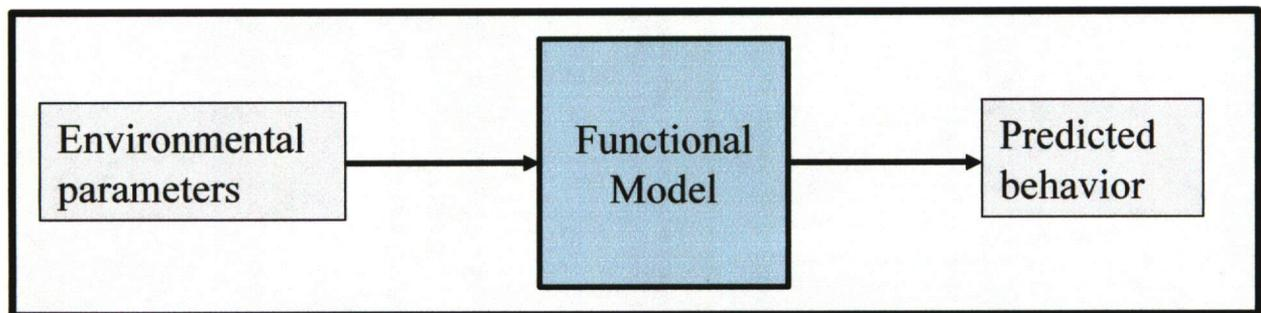 Environmental
parameters
Functional
Model
Predicted
behavior